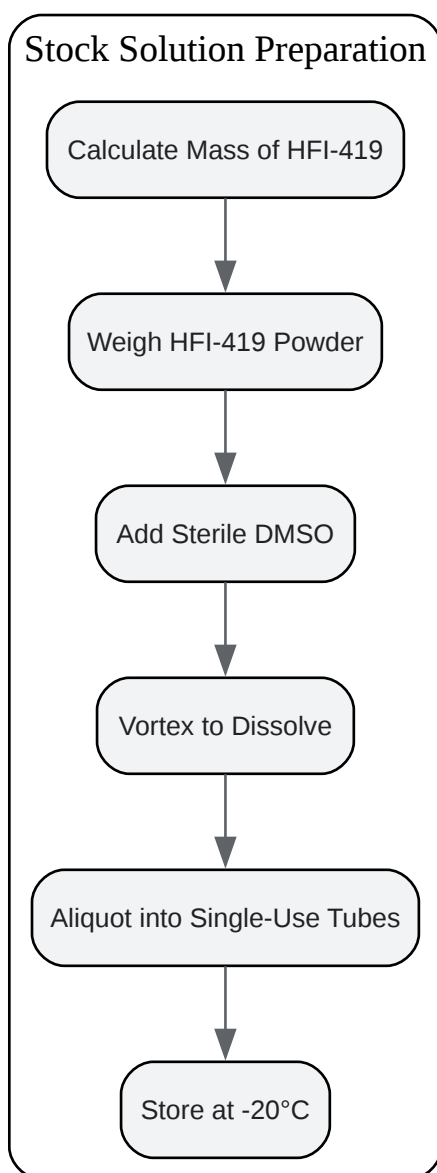 Stock Solution Preparation
Calculate Mass of HFI-419
Weigh HFI-419 Powder
Add Sterile DMSO
Vortex to Dissolve
Aliquot into Single-Use Tubes
Store at -20°C